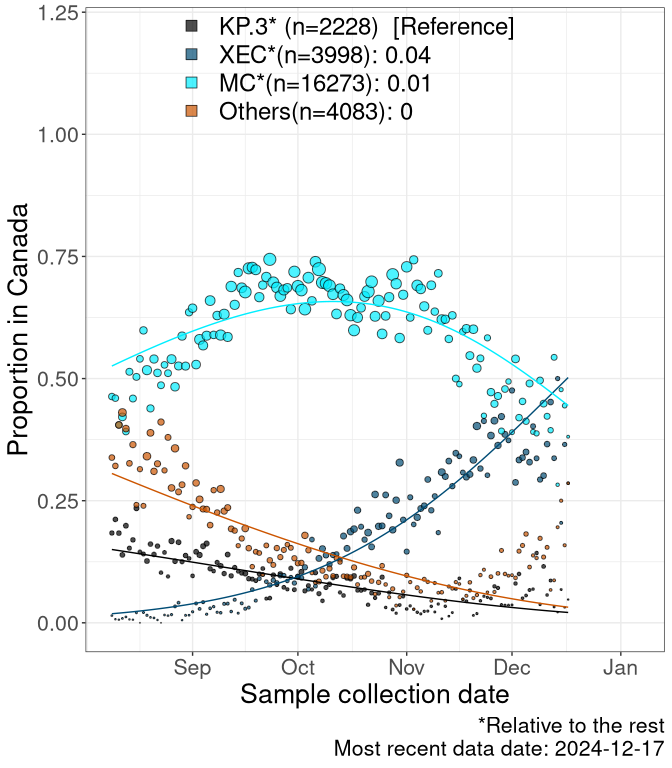 KP.3* (n=2228)  [Reference]
XEC*(n=3998): 0.04
MC*(n=16273): 0.01
Others(n=4083): 0
1.25
1.00
0.75
0.50
0.25
0.00
Proportion in Canada
Sep Oct Nov Dec Jan
Sample collection date
*Relative to the rest
Most recent data date: 2024-12-17